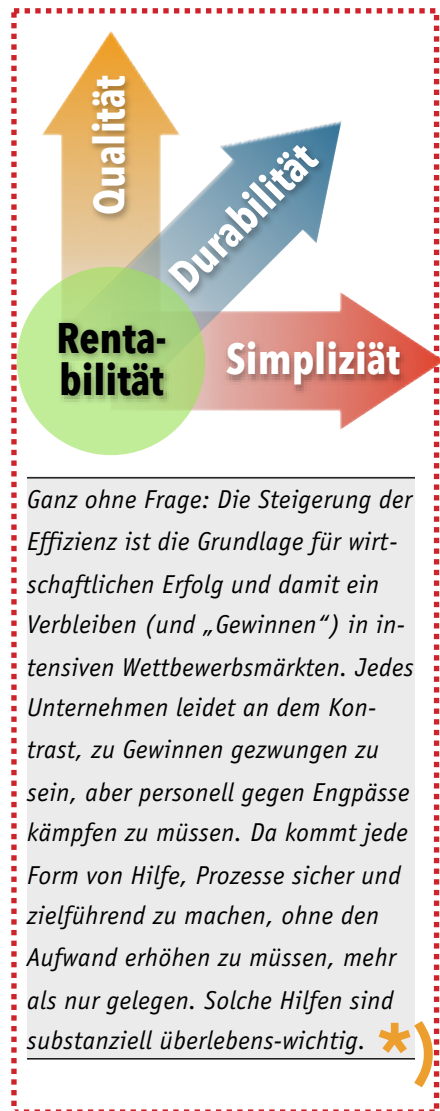 Qualität
Durabilität
Renta-
bilität
Simpliziät
Ganz ohne Frage: Die Steigerung der
Effizienz ist die Grundlage für wirt-
schaftlichen Erfolg und damit ein
Verbleiben (und „Gewinnen“) in in-
tensiven Wettbewerbsmärkten. Jedes
Unternehmen leidet an dem Kon-
trast, zu Gewinnen gezwungen zu
sein, aber personell gegen Engpässe
kämpfen zu müssen. Da kommt jede
Form von Hilfe, Prozesse sicher und
zielführend zu machen, ohne den
Aufwand erhöhen zu müssen, mehr
als nur gelegen. Solche Hilfen sind
substanziell überlebens-wichtig. *)